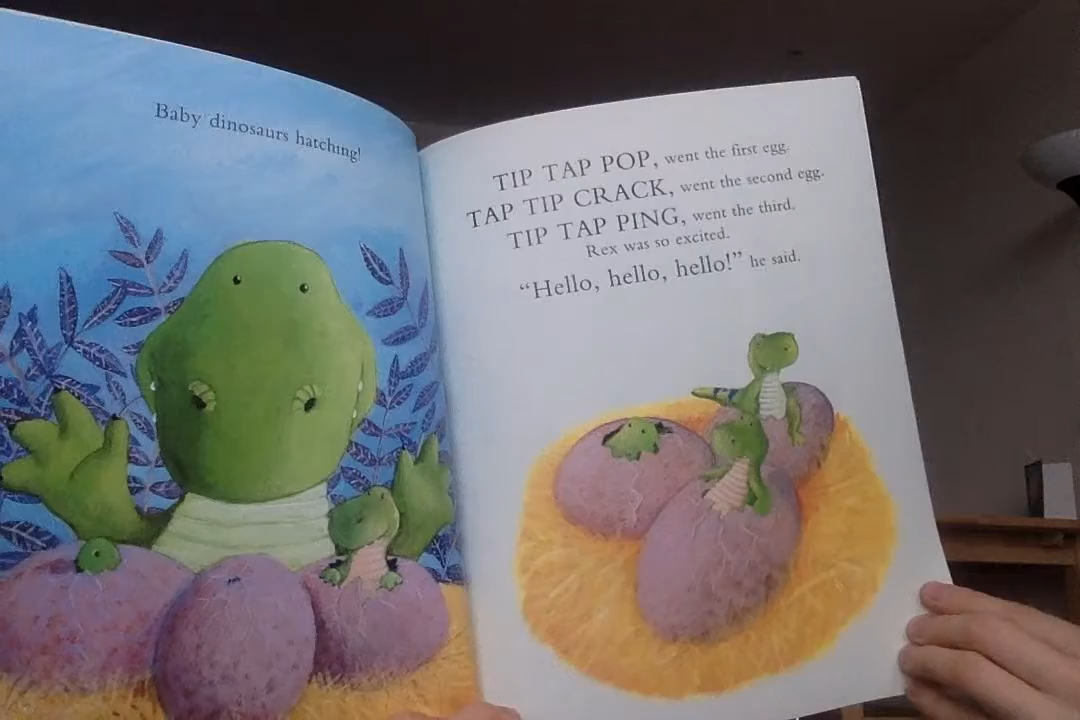 Baby dinosaurs hatching!
TIP TAP POP, went the first egg.
TAP TIP CRACK, went the second egg.
TIP TAP PING, went the third.
Rex was so excited.
“Hello, hello, hello!” he said.